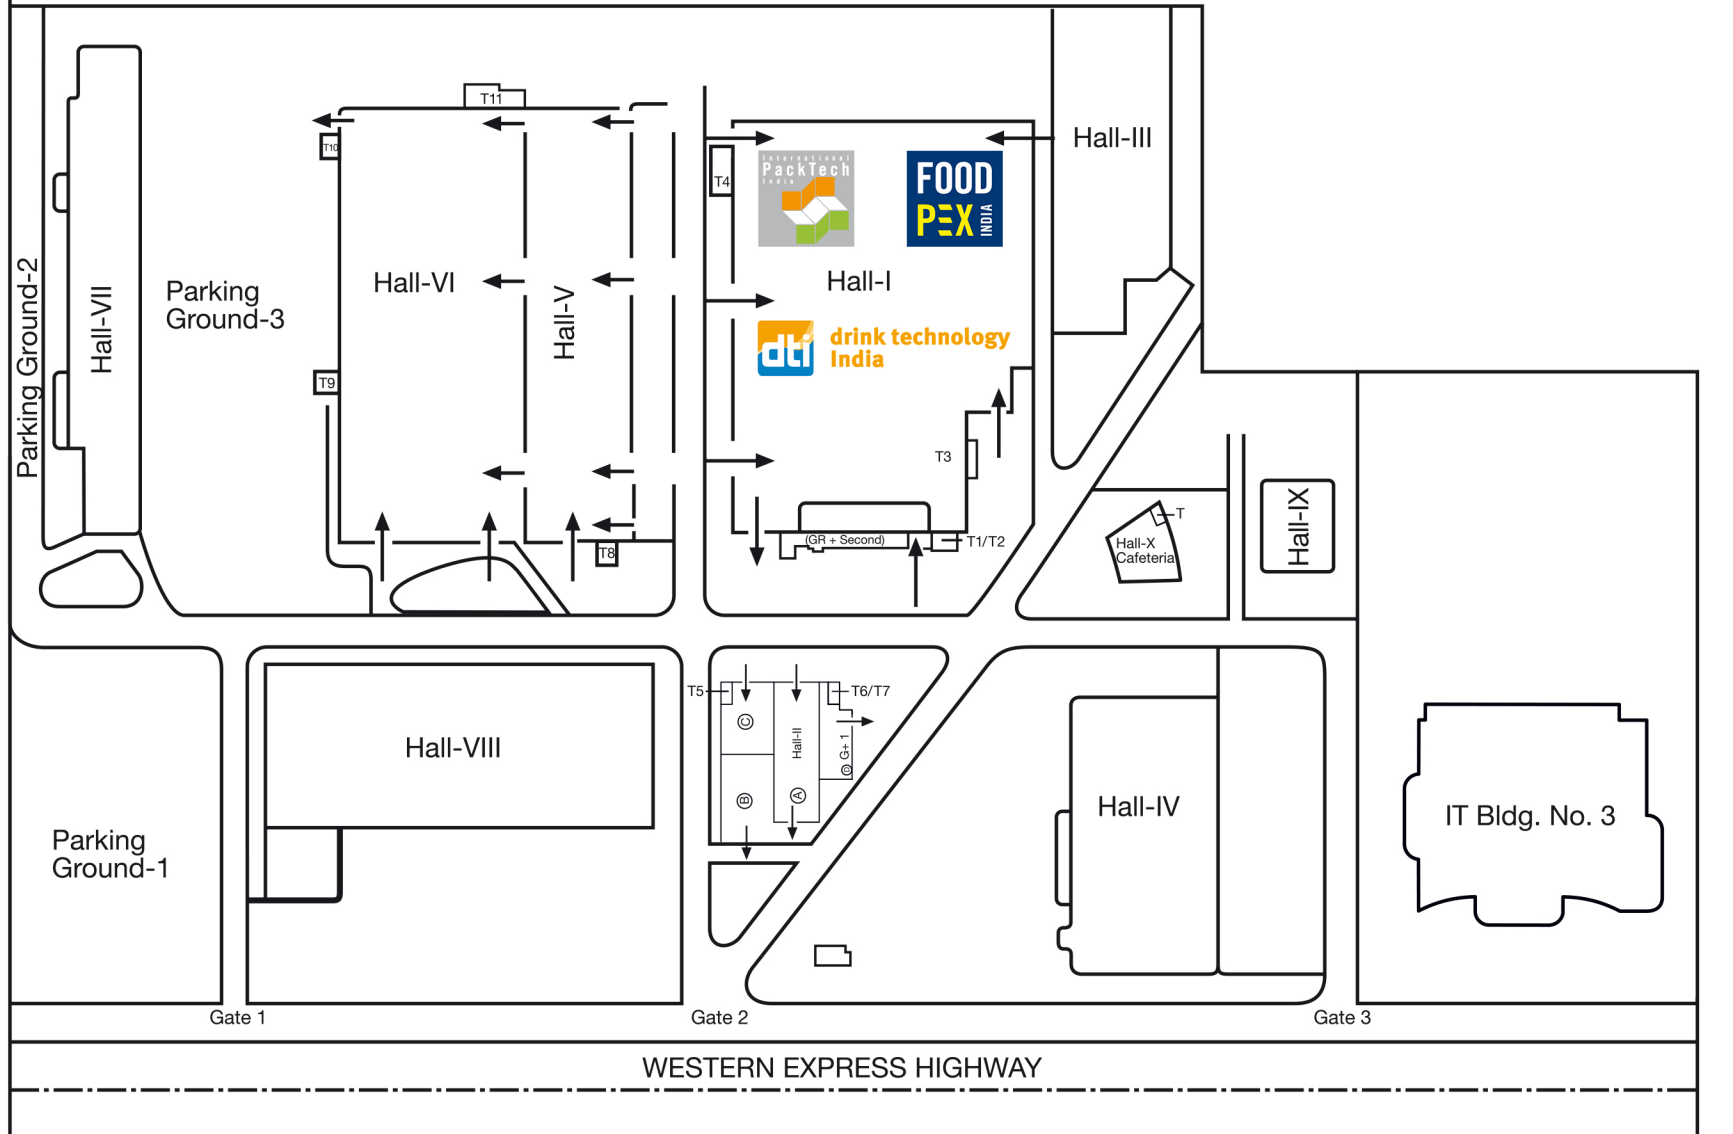 T11
T10
International
PackTech
India
FOOD
PEX
INDIA
Hall-III
T4
Parking Ground-2
Hall-VII
Parking
Ground-3
Hall-VI
Hall-V
Hall-I
dti
drink technology
India
T9
T3
T8
(GR + Second)
T1/T2
T
Hall-X
Cafeteria
Hall-IX
T5
T6/T7
C
Hall-II
G+ 1
D
B
A
Hall-VIII
Hall-IV
IT Bldg. No. 3
Parking
Ground-1
Gate 1
Gate 2
Gate 3
WESTERN EXPRESS HIGHWAY